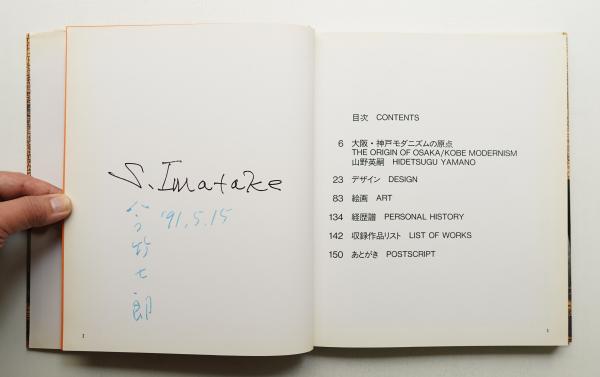 S. Imatake
'91.5.15
今竹七郎
1
目次 CONTENTS
6 大阪・神戸モダニズムの原点
THE ORIGIN OF OSAKA/KOBE MODERNISM
山野英嗣 HIDETSUGU YAMANO
23 デザイン DESIGN
83 絵画 ART
134 経歴譜 PERSONAL HISTORY
142 収録作品リスト LIST OF WORKS
150 あとがき POSTSCRIPT